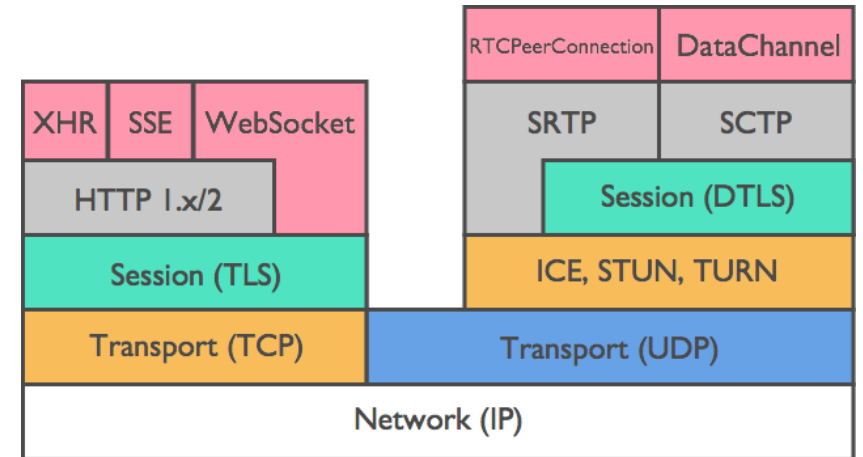 RTCPeerConnection
DataChannel
XHR
SSE
WebSocket
SRTP
SCTP
HTTP 1.x/2
Session (DTLS)
Session (TLS)
ICE, STUN, TURN
Transport (TCP)
Transport (UDP)
Network (IP)